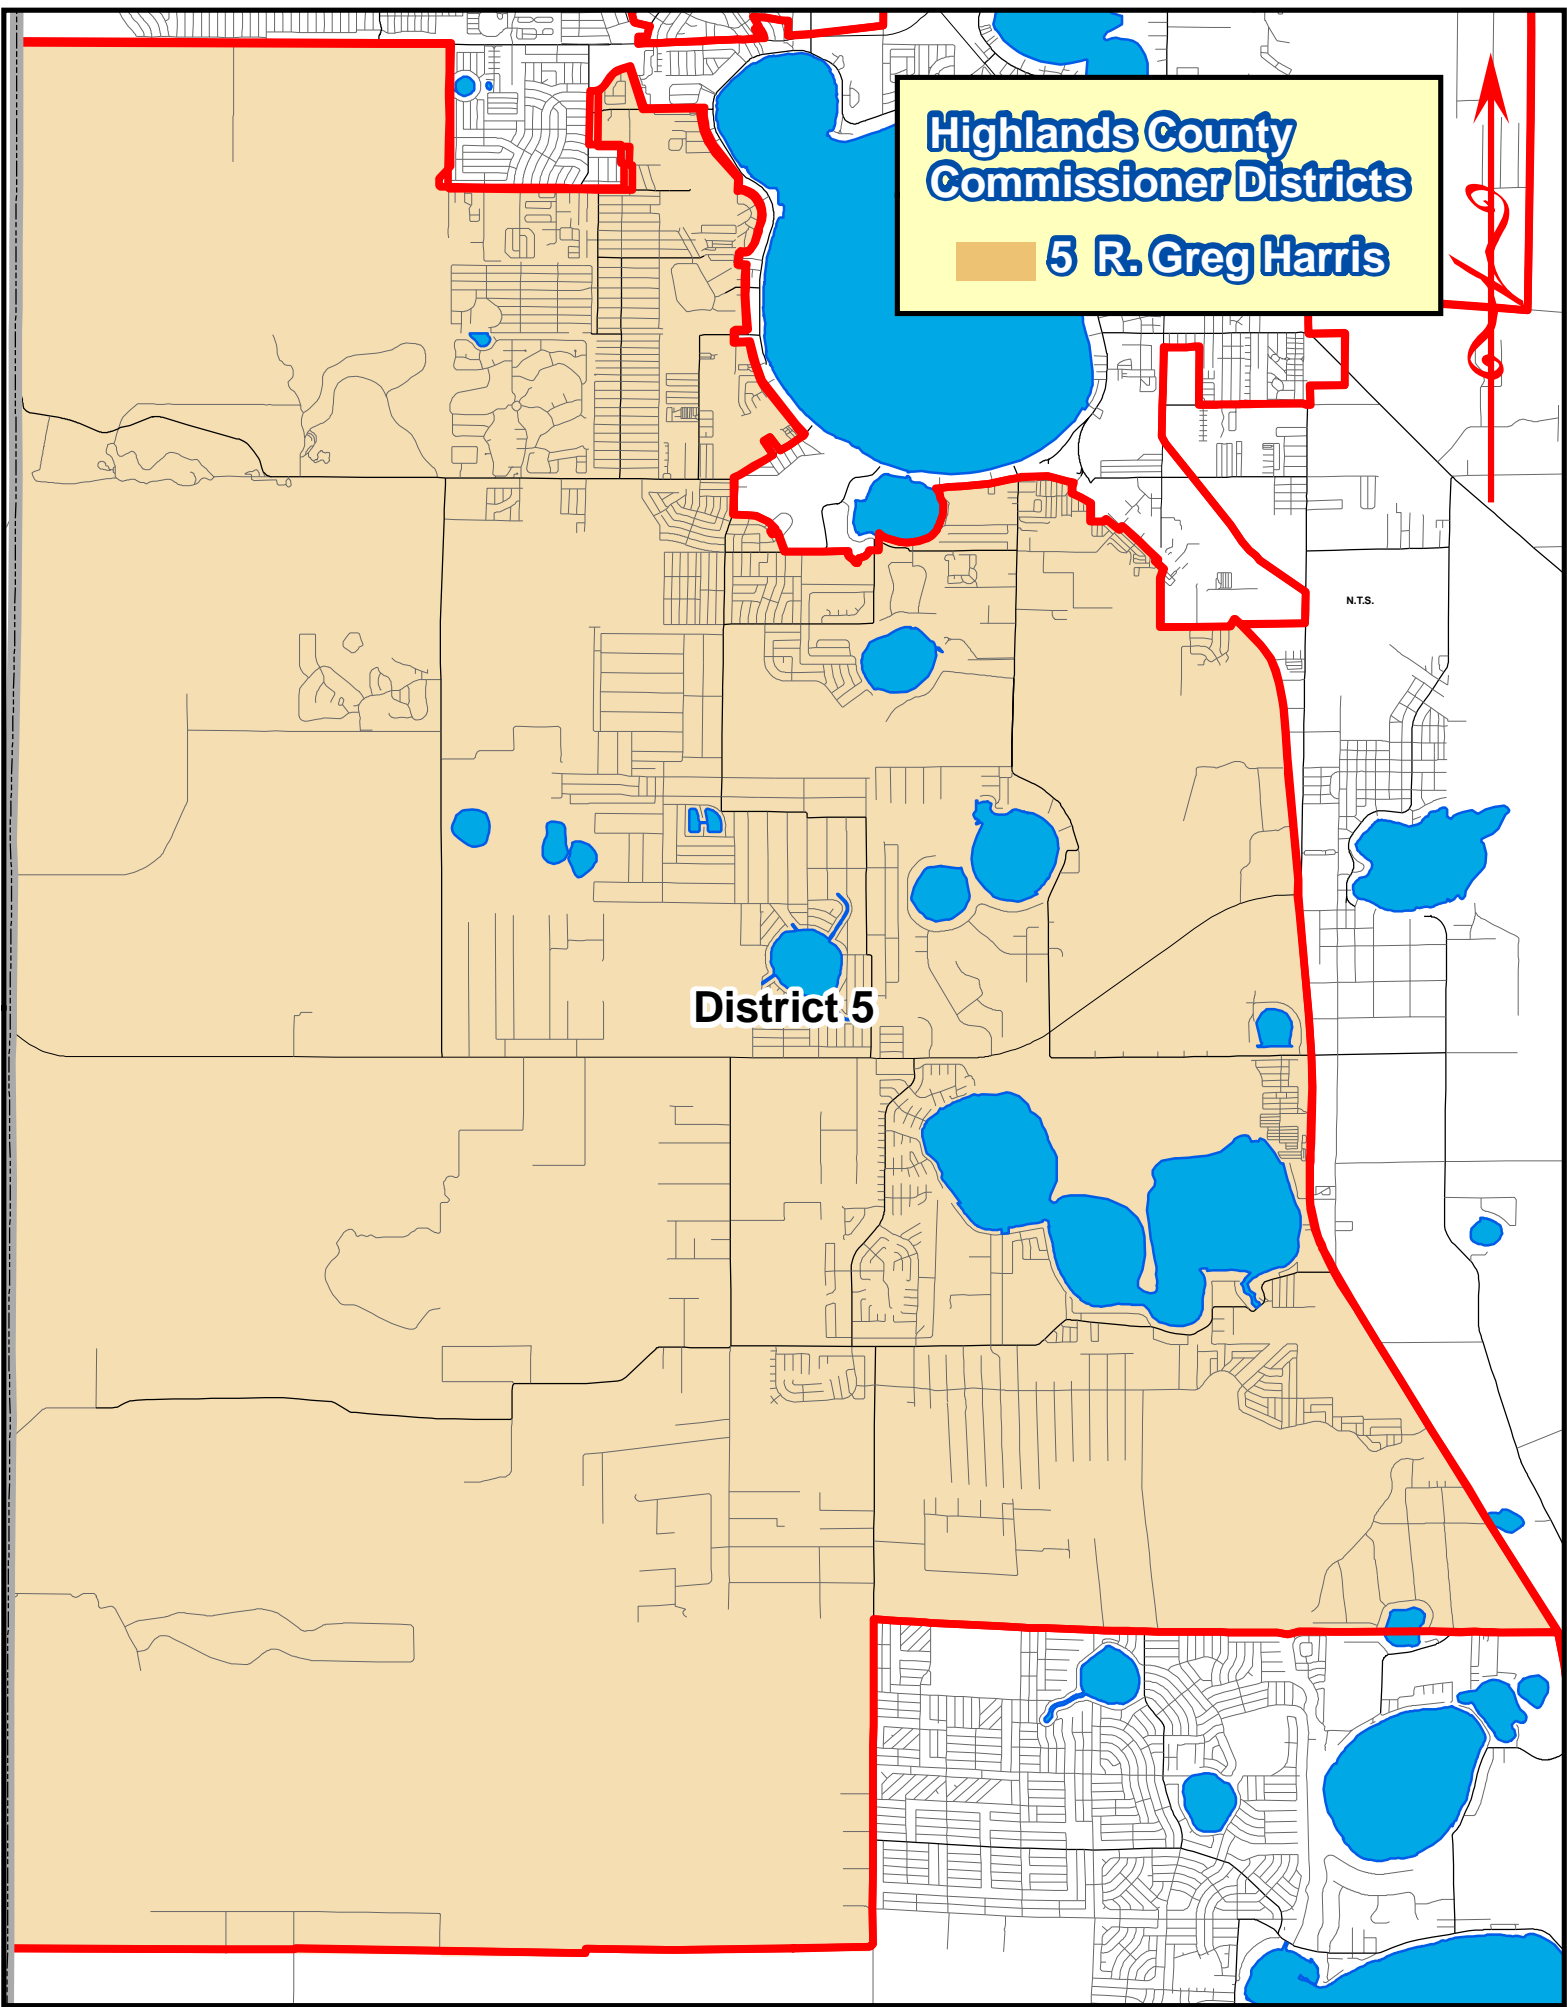 Highlands County
Commissioner Districts
5 R. Greg Harris
N.T.S.
District 5